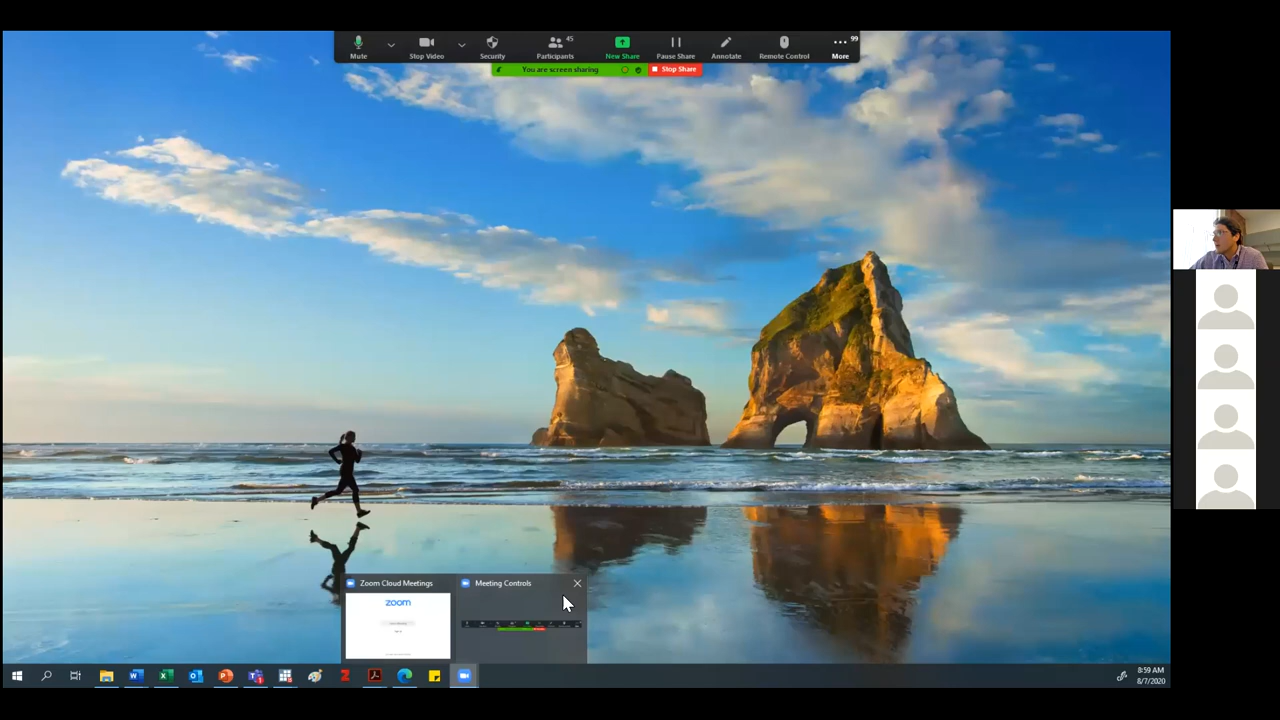 45
99
Mute
Stop Video
Security
Participants
New Share
Pause Share
Annotate
Remote Control
More
You are screen sharing
Stop Share
Zoom Cloud Meetings
Meeting Controls
zoom
8:59 AM
8/7/2020